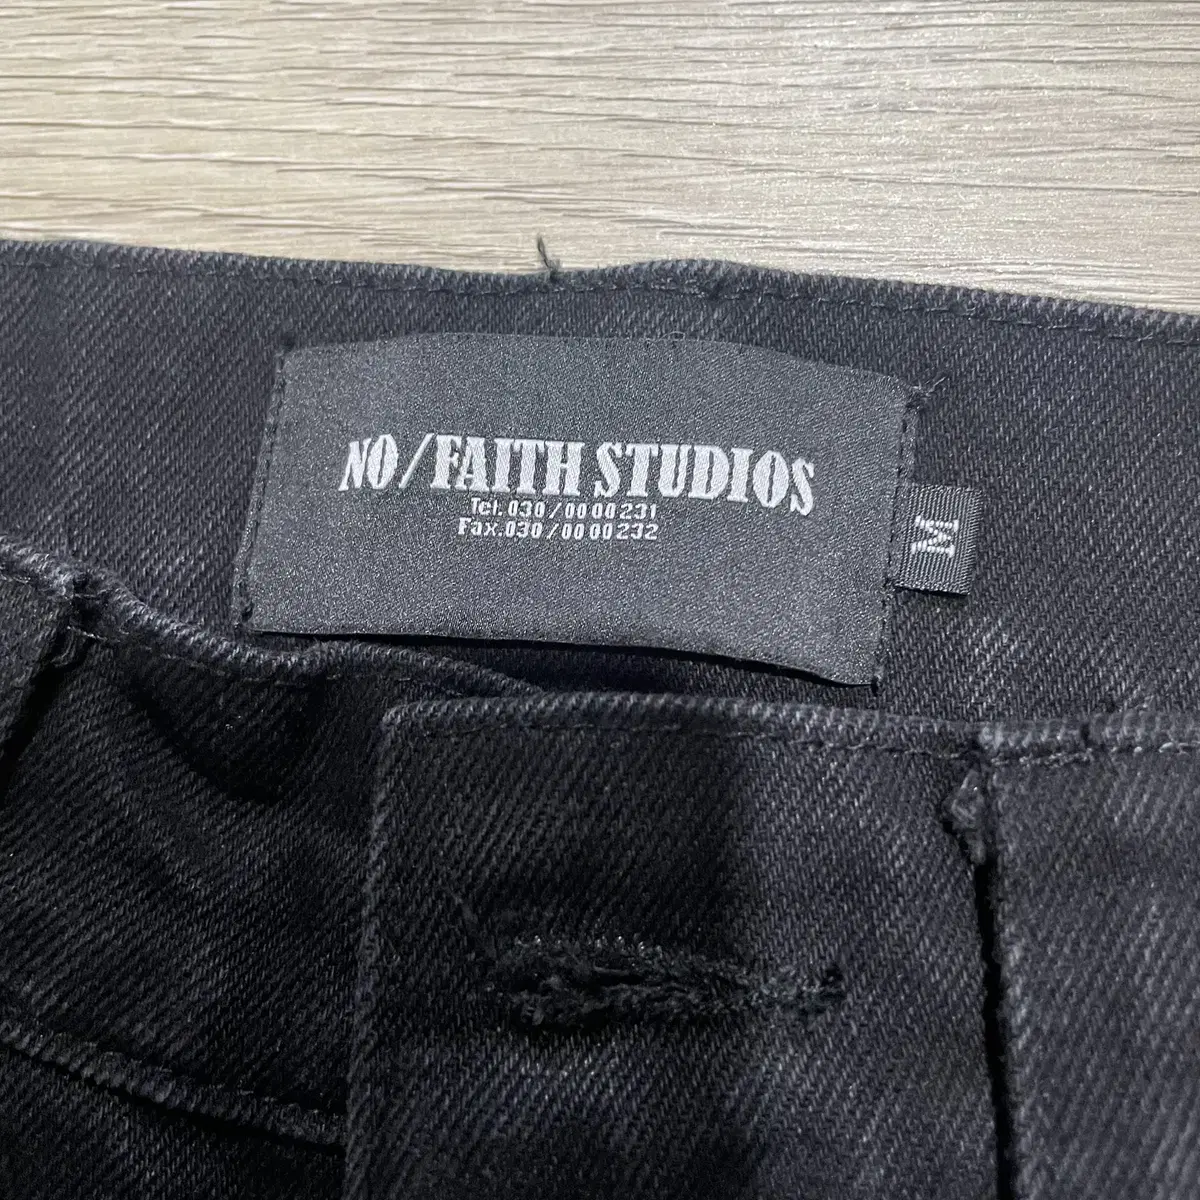 NO/FAITH STUDIOS
Tel. 030/00 00 231
Fax.030/00 00 232
M